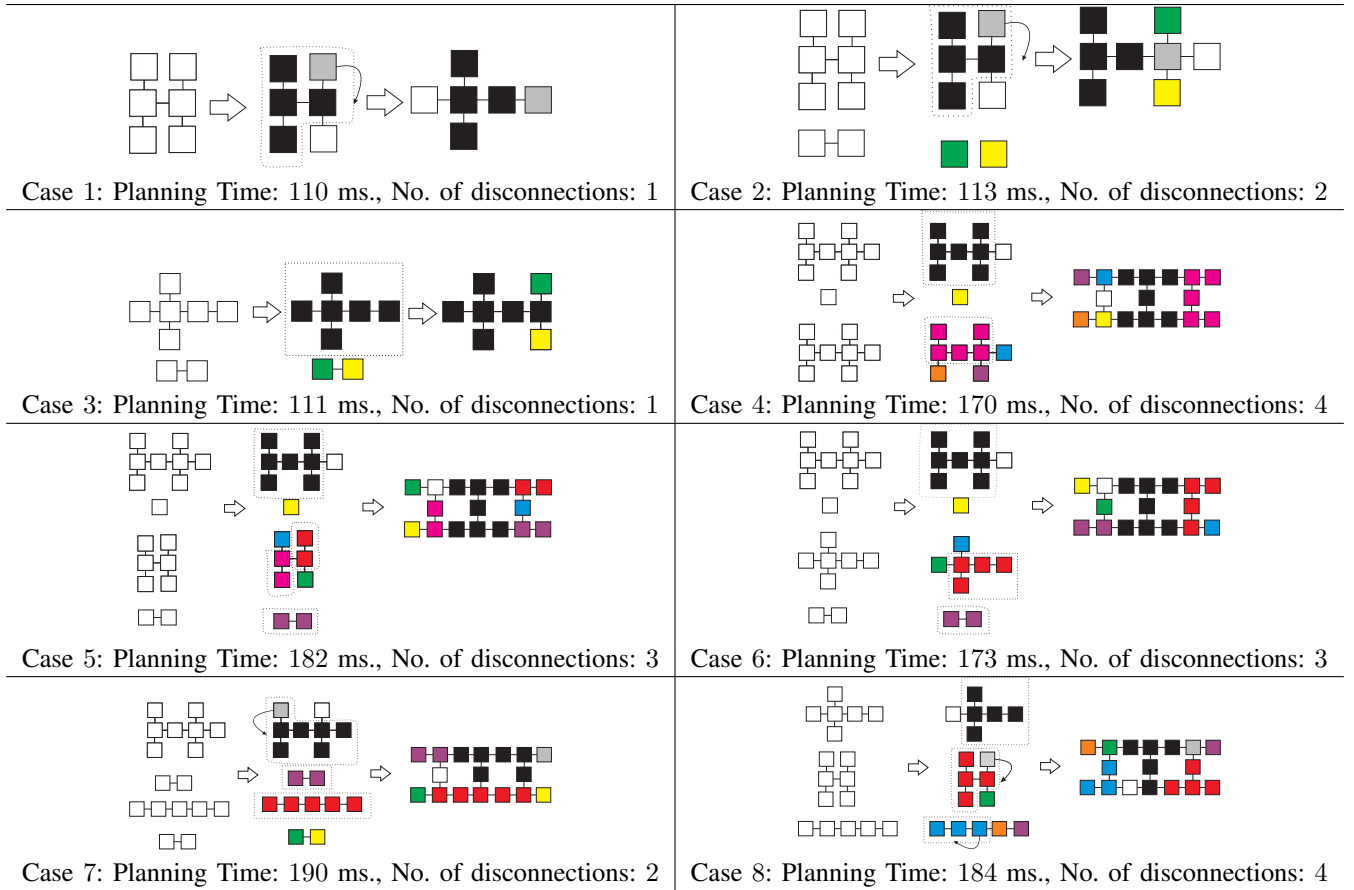 Case 1: Planning Time: 110 ms., No. of disconnections: 1
Case 2: Planning Time: 113 ms., No. of disconnections: 2
Case 3: Planning Time: 111 ms., No. of disconnections: 1
Case 4: Planning Time: 170 ms., No. of disconnections: 4
Case 5: Planning Time: 182 ms., No. of disconnections: 3
Case 6: Planning Time: 173 ms., No. of disconnections: 3
Case 7: Planning Time: 190 ms., No. of disconnections: 2
Case 8: Planning Time: 184 ms., No. of disconnections: 4